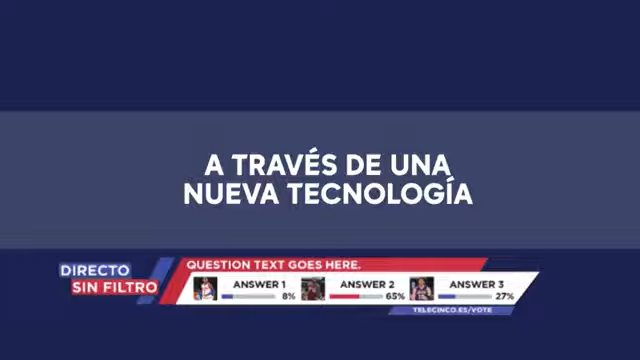 A TRAVÉS DE UNA
NUEVA TECNOLOGÍA
DIRECTO
SIN FILTRO
QUESTION TEXT GOES HERE.
ANSWER 1
8%
ANSWER 2
65%
ANSWER 3
27%
TELECINCO.ES/VOTE